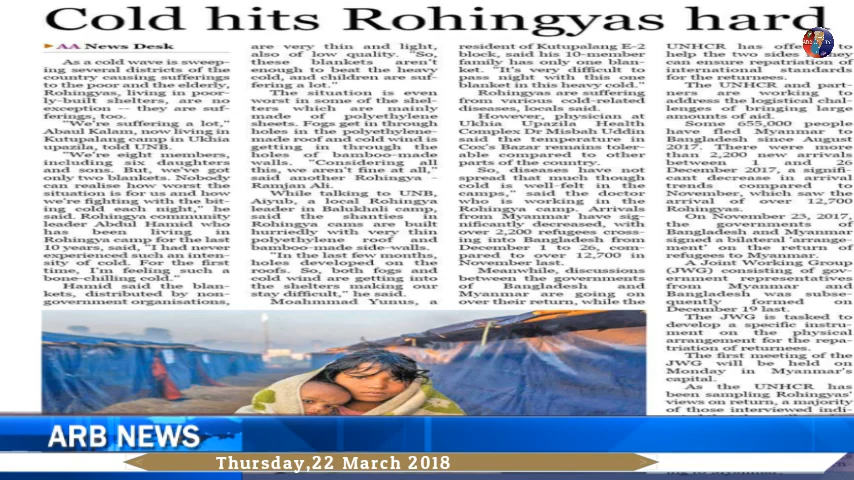 Cold hits Rohingyas hard
AA News Desk
As a cold wave is sweep-
ing several districts of the
country causing sufferings
to the poor and the elderly,
Rohingyas, living in poor-
ly-built shelters, are no
exception -- they are suf-
ferings, too.
"We're suffering a lot,"
Abaul Kalam, now living in
Kutupalang camp in Ukhia
upazila, told UNB.
"We're eight members,
including six daughters
and sons. But, we've got
only two blankets. Nobody
can realise how worst the
situation is for us and how
we're fighting with the bit-
ing cold each night," he
said. Rohingya community
leader Abdul Hamid who
has been living in
Rohingya camp for the last
10 years, said, "I had never
experienced such an inten-
sity of cold. For the first
time, I'm feeling such a
bone-chilling cold."
Hamid said the blan-
kets, distributed by non-
government organisations,
are very thin and light,
also of low quality. "So,
these blankets aren't
enough to beat the heavy
cold, and children are suf-
fering a lot."
The situation is even
worst in some of the shel-
ters which are mainly
made of polyethylene
sheets. Fogs get in through
holes in the polyethylene-
made roof and cold wind is
getting in through the
holes of bamboo-made
walls. "Considering all
this, we aren't fine at all,"
said another Rohingya
Ramjan Ali.
While talking to UNB,
Aiyub, a local Rohingya
leader in Balukhali camp,
said the shanties in
Rohingya cams are built
hurriedly with very thin
polyethylene roof and
bamboo-made side-walls.
"In the last few months,
holes developed on the
roofs. So, both fogs and
cold wind are getting into
the shelters making our
stay difficult," he said.
Moahmmad Yunus, a
resident of Kutupalang E-2
block, said his 10-member
family has only one blan-
ket. "It's very difficult to
pass night with this one
blanket in this heavy cold."
Rohingyas are suffering
from various cold-related
diseases, locals said.
However, physician at
Ukhia Upazila Health
Complex Dr Misbah Uddin
said the temperature in
Cox's Bazar remains toler-
able compared to other
parts of the country.
"So, diseases have not
spread that much though
cold is well-felt in the
camps," said the doctor
who is working in the
Rohingya camp. Arrivals
from Myanmar have sig-
nificantly decreased, with
over 2,200 refugees cross-
ing into Bangladesh from
December 1 to 26, com-
pared to over 12,700 in
November last.
Meanwhile, discussions
between the governments
of Bangladesh and
Myanmar are going on
over their return, while the
UNHCR has
help the two sides
can ensure repatriation of
international standards
for the returnees.
The UNHCR and part-
ners are working to
address the logistical chal-
lenges of bringing large
amounts of aid.
Some 655,000 people
have fled Myanmar to
Bangladesh since August
2017. There were more
than 2,200 new arrivals
between 1 and 26
December 2017, a signifi-
cant decrease in arrival
trends compared to
November, which saw the
arrival of over 12,700
Rohingyas.
On November 23, 2017,
the governments of
Bangladesh and Myanmar
signed a bilateral 'arrange-
ment' on the return of
refugees to Myanmar.
A Joint Working Group
(JWG) consisting of gov-
ernment representatives
from Myanmar and
Bangladesh was subse-
quently formed on
December 19 last.
The JWG is tasked to
develop a specific instru-
ment on the physical
arrangement for the repa-
triation of returnees.
The first meeting of the
JWG will be held on
Monday in Myanmar's
capital.
As the UNHCR has
been sampling Rohingyas'
views on return, a majority
of those interviewed indi-
ARB NEWS
Thursday,22 March 2018